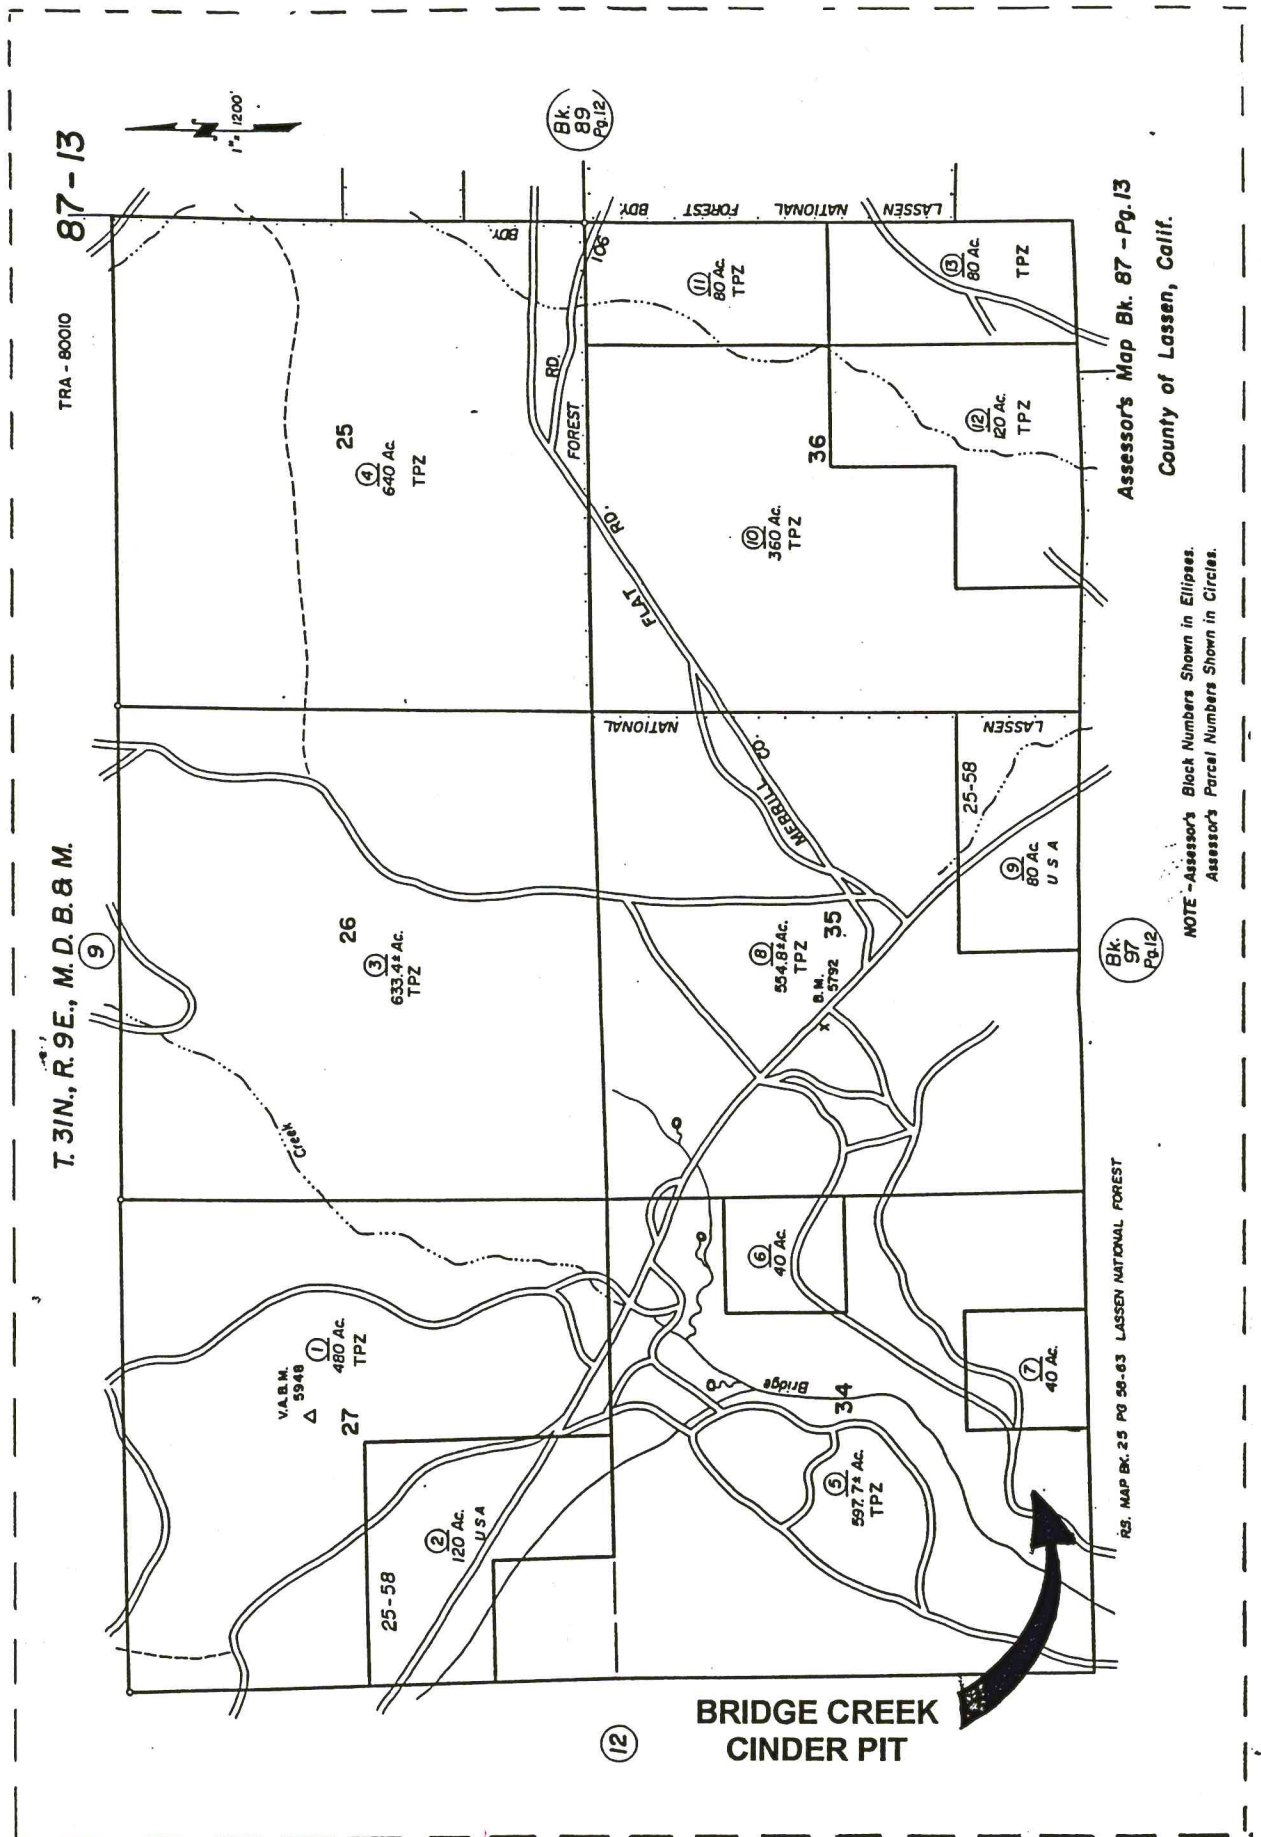 87-13
TRA - 80010
1"= 1200'
T. 31N., R. 9E., M. D. B. & M.
9
Bk.
89
Pg.12
25
4
640 Ac.
TPZ
BDY.
26
3
633.4± Ac.
TPZ
Creek
V.A.B.M.
5948
1
480 Ac.
TPZ
27
25-58
2
120 Ac.
USA
106
FOREST RD.
MERRILL FLAT RD.
CO.
LASSEN NATIONAL FOREST BDY.
11
80 Ac.
TPZ
13
80 Ac.
TPZ
36
12
120 Ac.
TPZ
10
360 Ac.
TPZ
NATIONAL
LASSEN
25-58
9
80 Ac.
USA
8
554.8± Ac.
TPZ
35
B.M.
5792
x
6
40 Ac.
7
40 Ac.
Bridge
34
5
597.7± Ac.
TPZ
12
BRIDGE CREEK
CINDER PIT
Bk.
97
Pg.12
RS. MAP BK. 25 PG 58-63 LASSEN NATIONAL FOREST
Assessor's Map Bk. 87 - Pg. 13
County of Lassen, Calif.
NOTE - Assessor's Block Numbers Shown in Ellipses.
Assessor's Parcel Numbers Shown in Circles.